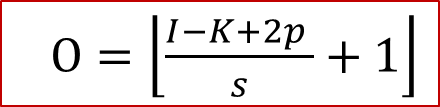 O = ⌊(I−K+2p)/s + 1⌋